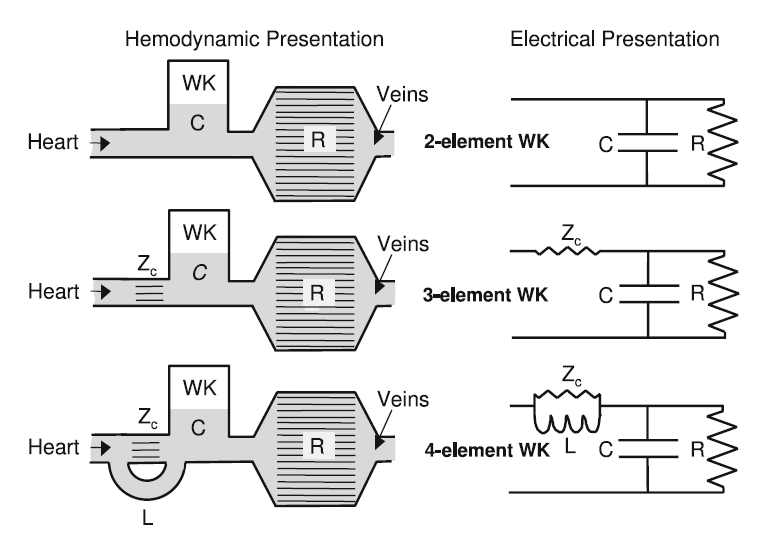 Hemodynamic Presentation
Electrical Presentation
WK
C
Heart
R
Veins
2-element WK
C
R
WK
C
Zc
Heart
R
Veins
3-element WK
Zc
C
R
WK
C
Zc
Heart
R
Veins
L
4-element WK
Zc
L
C
R